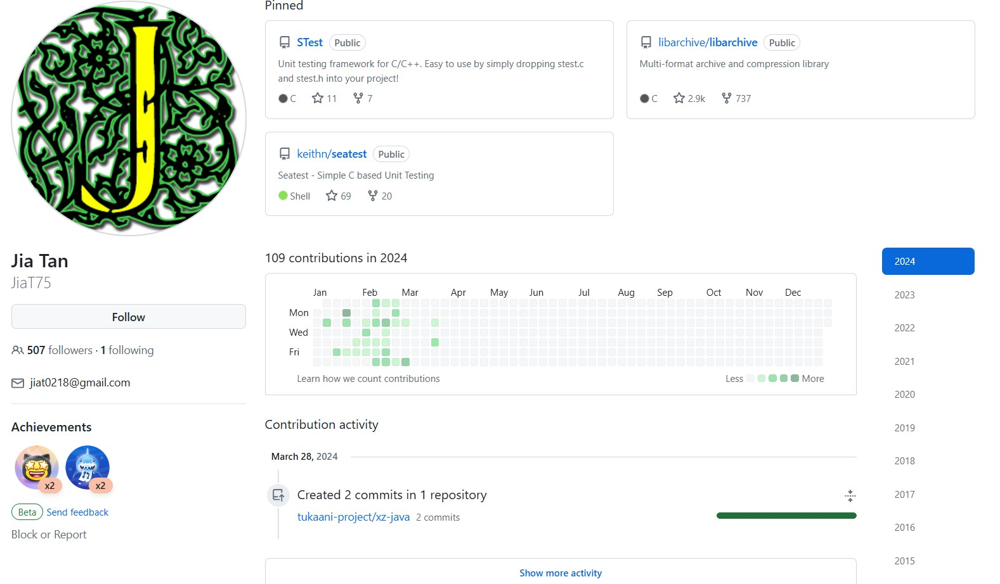 Pinned
STest Public
Unit testing framework for C/C++. Easy to use by simply dropping stest.c
and stest.h into your project!
C 11 7
libarchive/libarchive Public
Multi-format archive and compression library
C 2.9k 737
keithn/seatest Public
Seatest - Simple C based Unit Testing
Shell 69 20
J
Jia Tan
JiaT75
Follow
507 followers · 1 following
jiat0218@gmail.com
Achievements
x2 x2
Beta Send feedback
Block or Report
109 contributions in 2024
Jan Feb Mar Apr May Jun Jul Aug Sep Oct Nov Dec
Mon
Wed
Fri
Learn how we count contributions
Less More
Contribution activity
March 28, 2024
Created 2 commits in 1 repository
tukaani-project/xz-java 2 commits
Show more activity
2024
2023
2022
2021
2020
2019
2018
2017
2016
2015